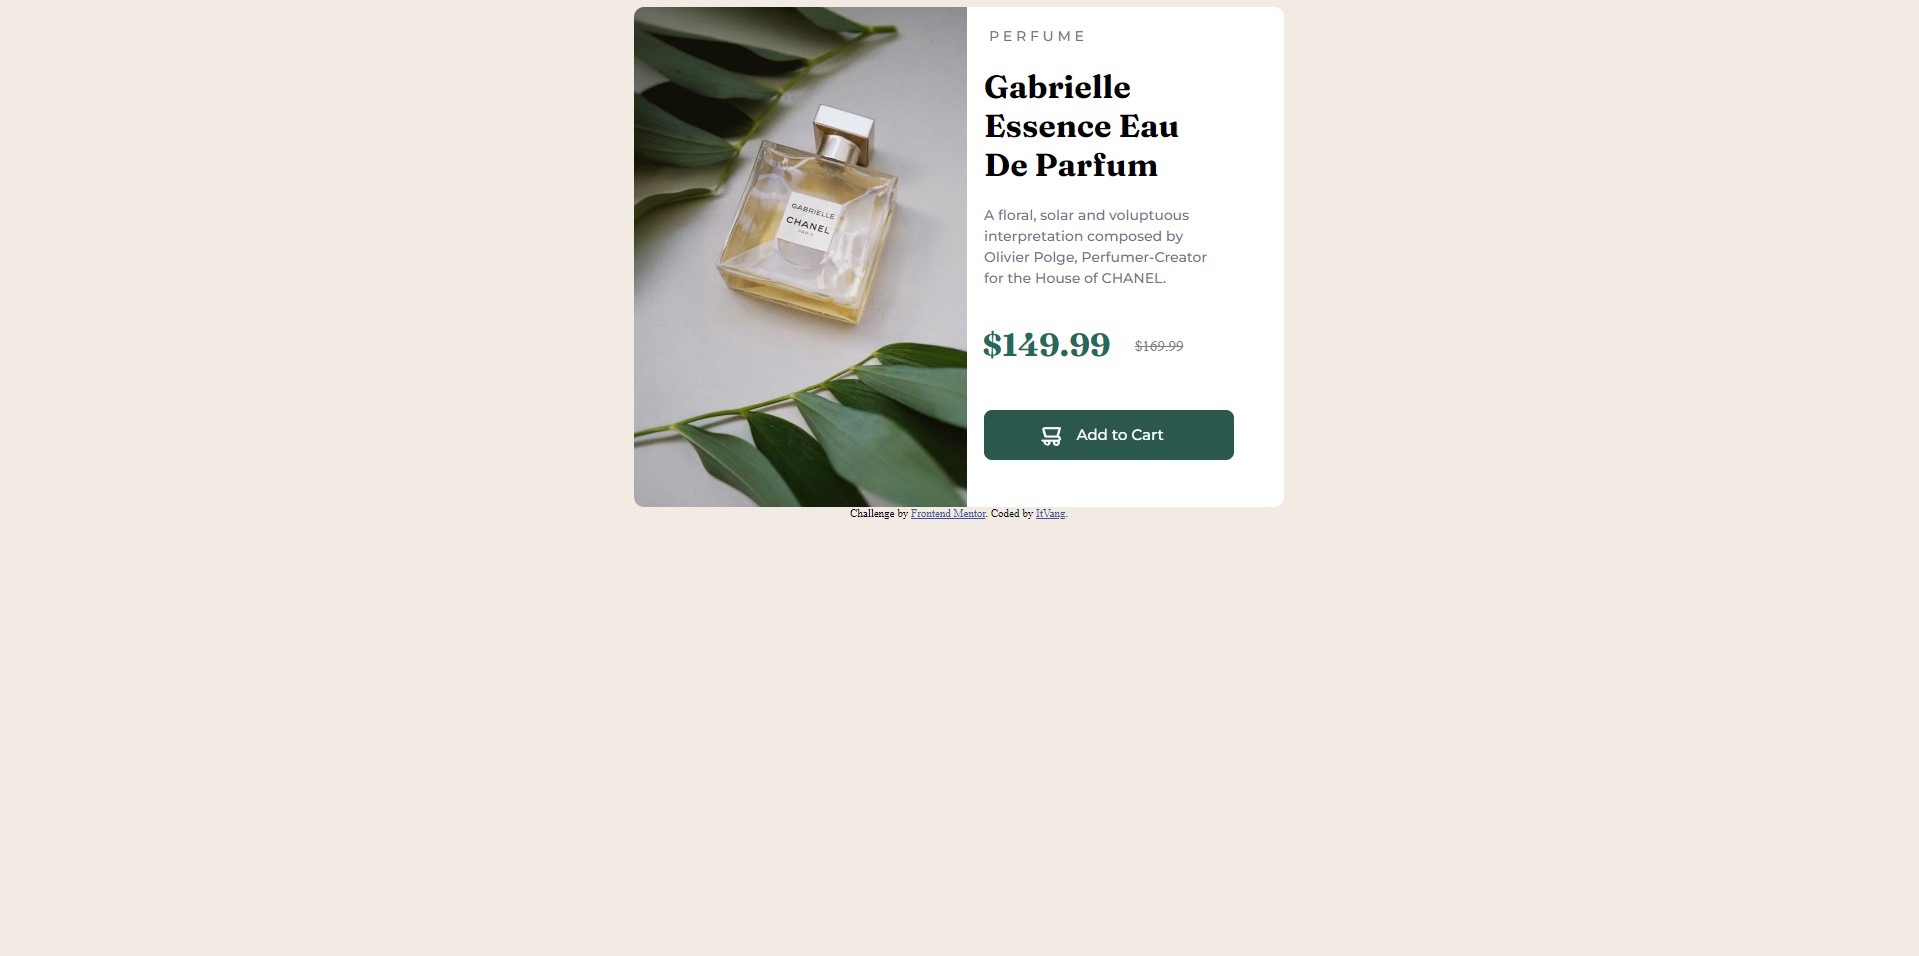 PERFUME
Gabrielle
Essence Eau
De Parfum
A floral, solar and voluptuous
interpretation composed by
Olivier Polge, Perfumer-Creator
for the House of CHANEL.
$149.99 $169.99
Add to Cart
GABRIELLE
CHANEL
PARIS
Challenge by Frontend Mentor. Coded by ItVang.